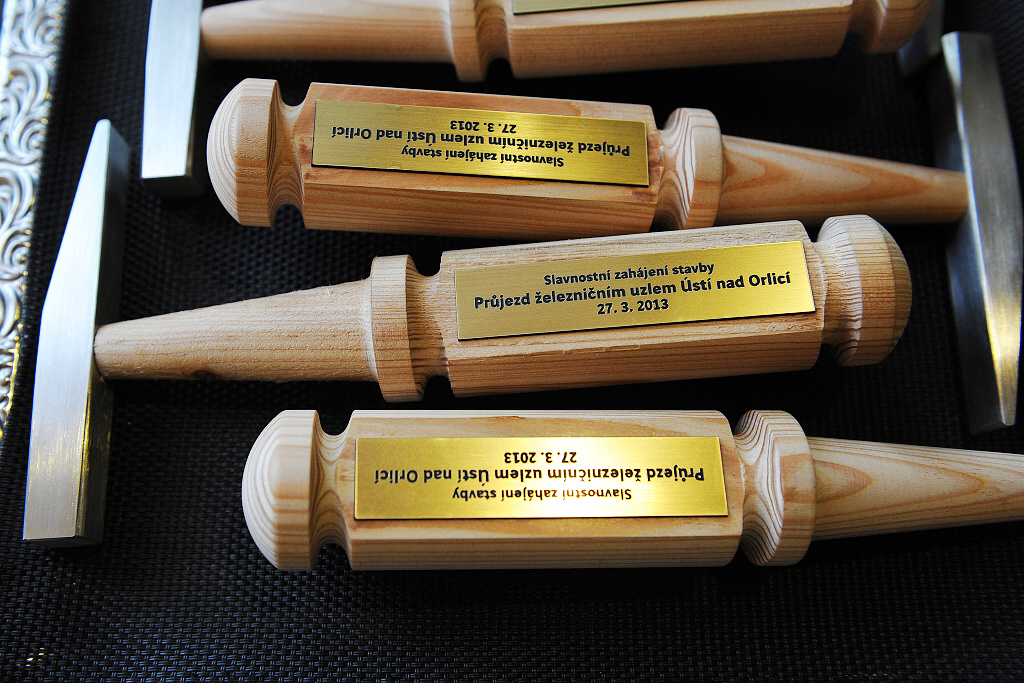 Slavnostní zahájení stavby
Průjezd železničním uzlem Ústí nad Orlicí
27. 3. 2013
Slavnostní zahájení stavby
Průjezd železničním uzlem Ústí nad Orlicí
27. 3. 2013
Slavnostní zahájení stavby
Průjezd železničním uzlem Ústí nad Orlicí
27. 3. 2013